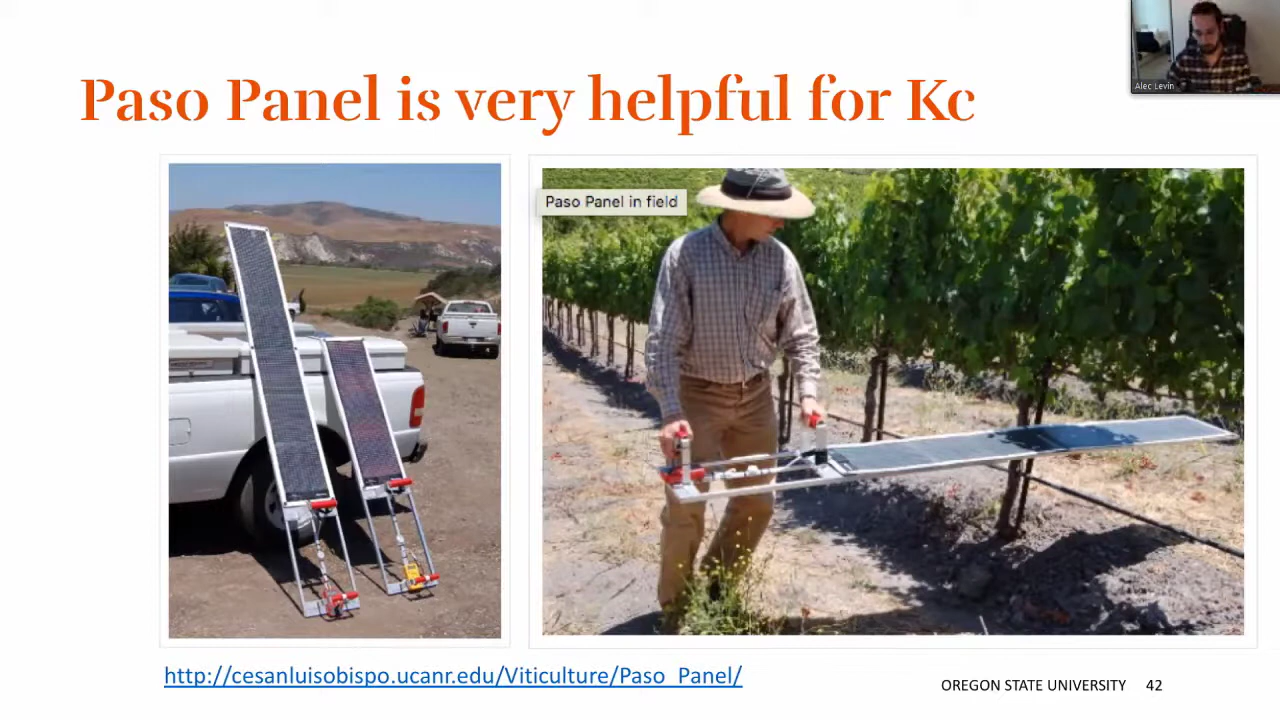 Alec Levin
Paso Panel is very helpful for Kc
Paso Panel in field
http://cesanluisobispo.ucanr.edu/Viticulture/Paso_Panel/
OREGON STATE UNIVERSITY 42